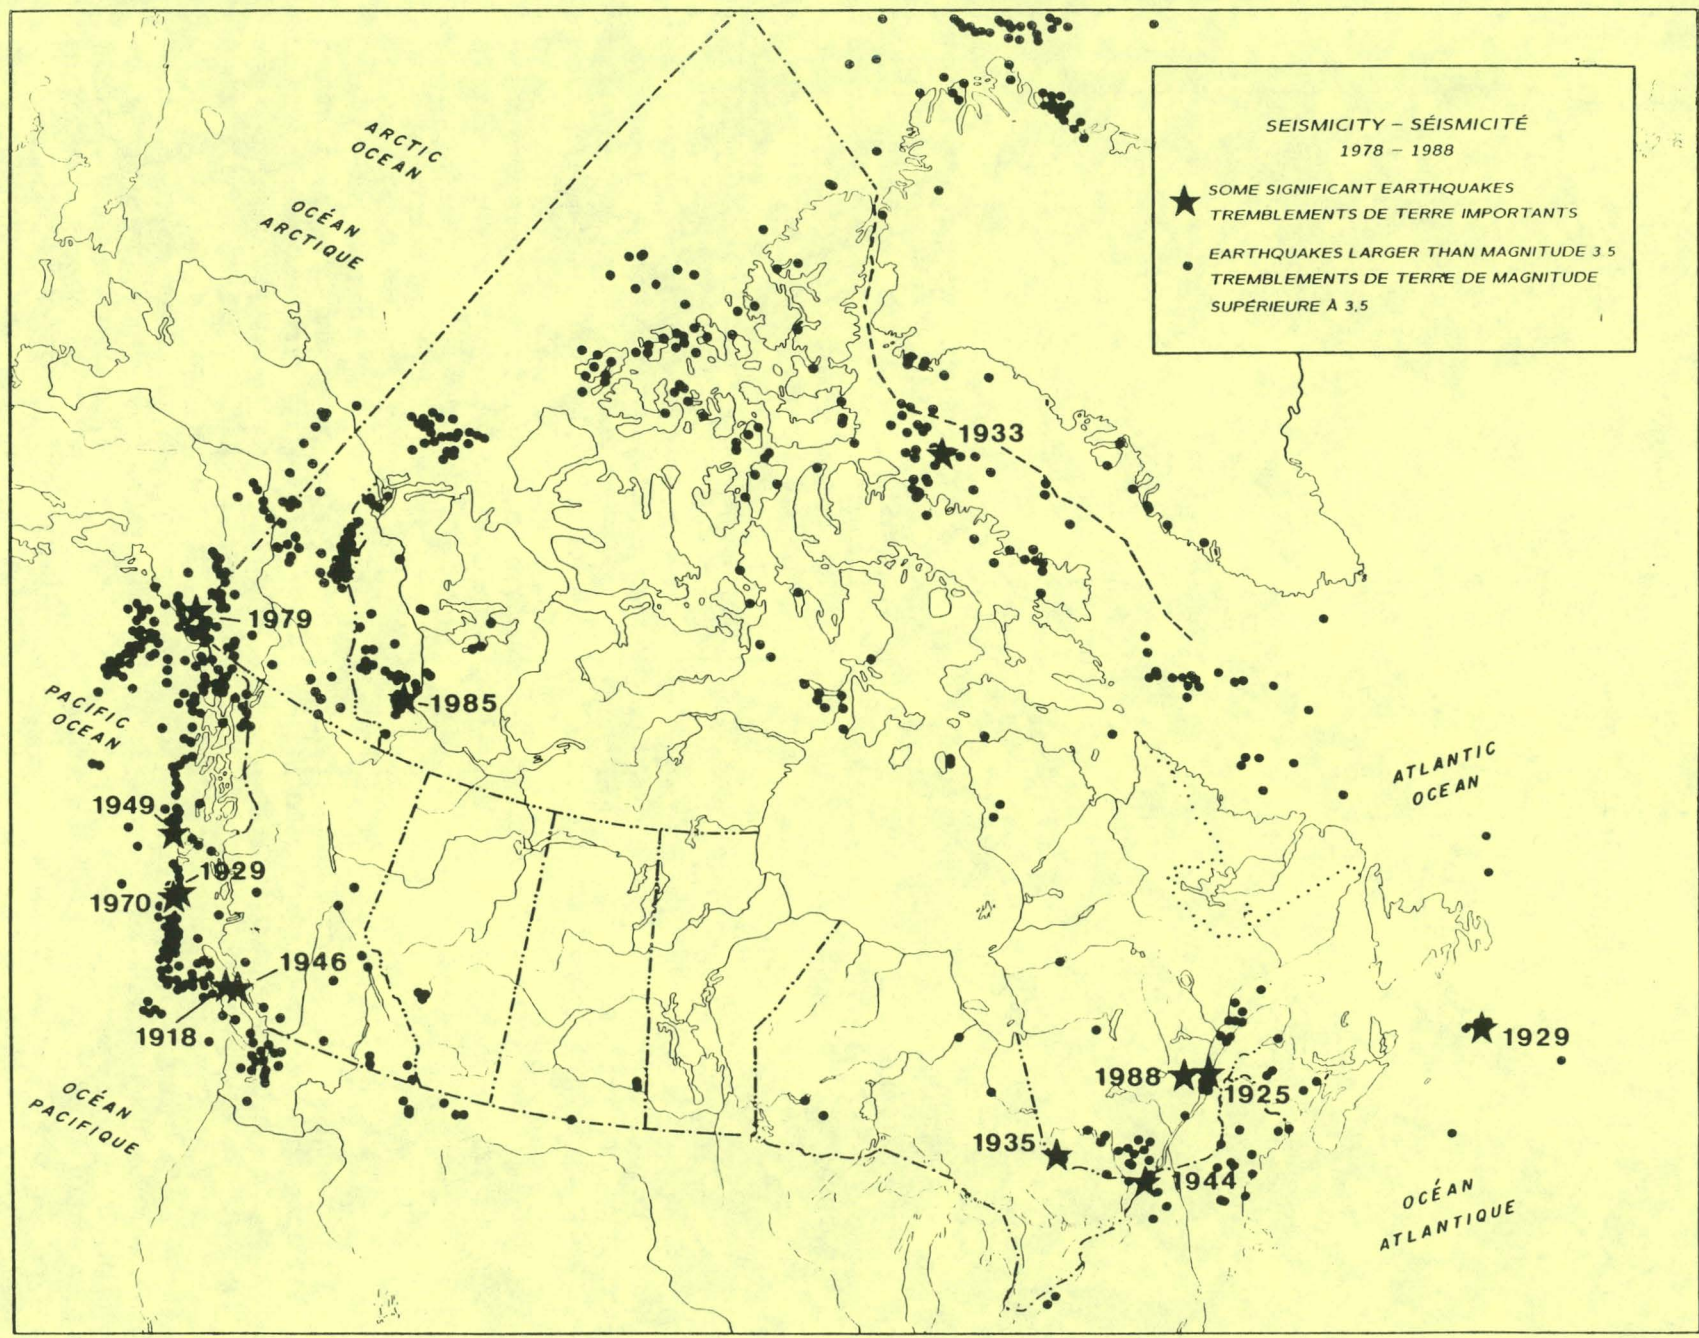 SEISMICITY – SÉISMICITÉ
1978 – 1988
SOME SIGNIFICANT EARTHQUAKES
TREMBLEMENTS DE TERRE IMPORTANTS
EARTHQUAKES LARGER THAN MAGNITUDE 3 5
TREMBLEMENTS DE TERRE DE MAGNITUDE
SUPÉRIEURE À 3,5
ARCTIC
OCEAN
OCÉAN
ARCTIQUE
1933
1979
1985
PACIFIC
OCEAN
ATLANTIC
OCEAN
1949
1929
1970
1946
1918
1929
1988
1925
OCÉAN
PACIFIQUE
1935
1944
OCÉAN
ATLANTIQUE